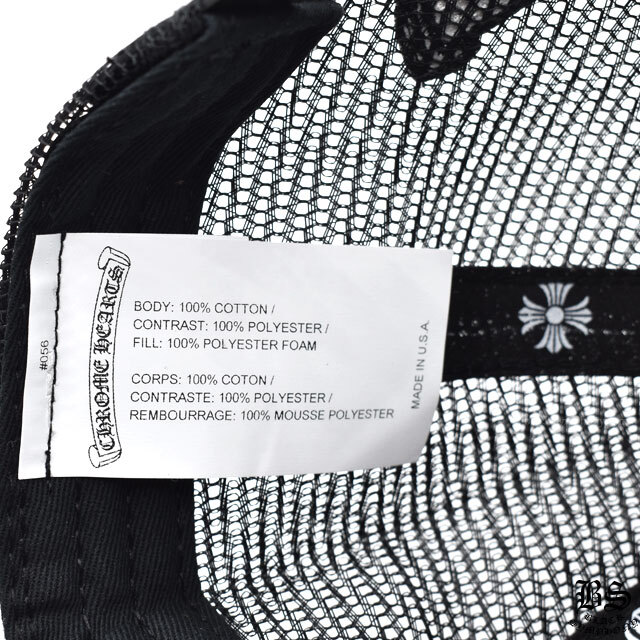 #056
CHROME HEARTS
BODY: 100% COTTON /
CONTRAST: 100% POLYESTER /
FILL: 100% POLYESTER FOAM
CORPS: 100% COTON /
CONTRASTE: 100% POLYESTER /
REMBOURRAGE: 100% MOUSSE POLYESTER
MADE IN U.S.A.
BS